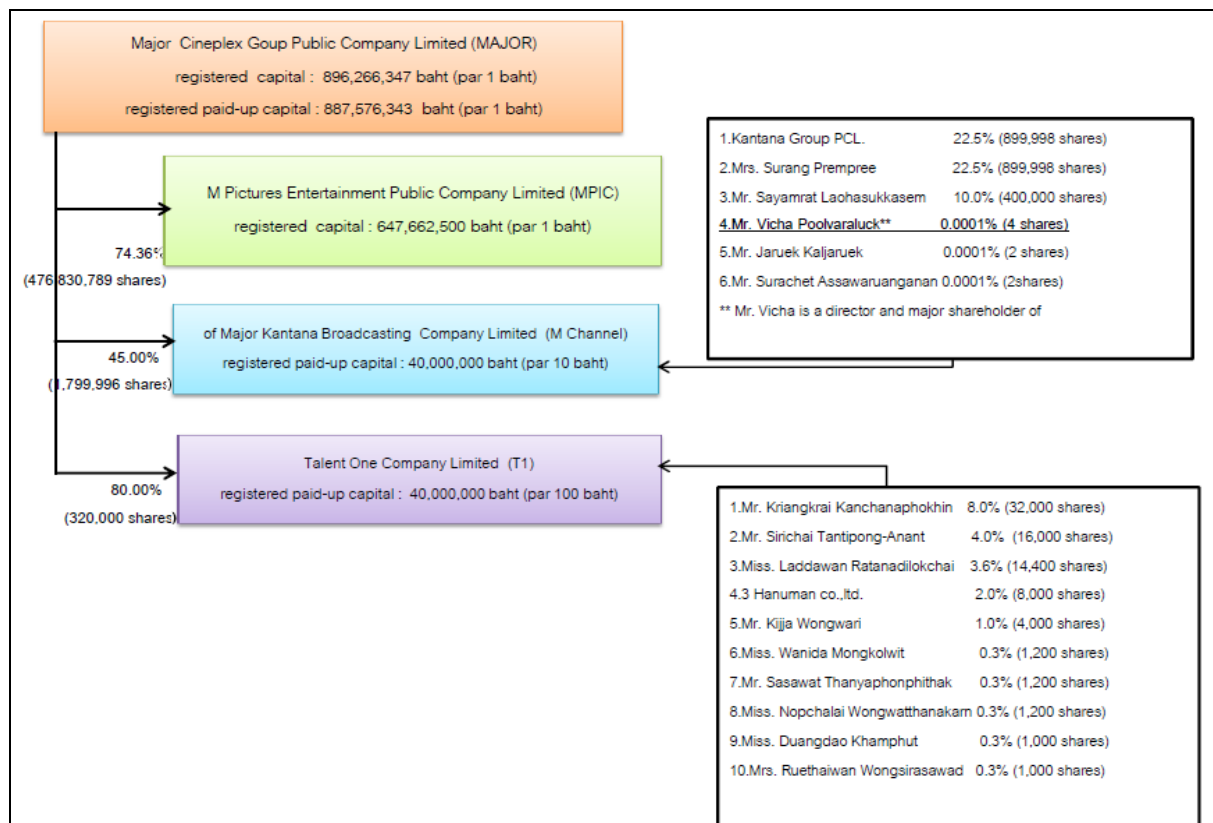 Major Cineplex Goup Public Company Limited (MAJOR)
registered capital : 896,266,347 baht (par 1 baht)
registered paid-up capital : 887,576,343 baht (par 1 baht)
M Pictures Entertainment Public Company Limited (MPIC)
registered capital : 647,662,500 baht (par 1 baht)
74.36%
(476,830,789 shares)
of Major Kantana Broadcasting Company Limited (M Channel)
registered paid-up capital : 40,000,000 baht (par 10 baht)
45.00%
(1,799,996 shares)
Talent One Company Limited (T1)
registered paid-up capital : 40,000,000 baht (par 100 baht)
80.00%
(320,000 shares)
1.Kantana Group PCL. 22.5% (899,998 shares)
2.Mrs. Surang Prempree 22.5% (899,998 shares)
3.Mr. Sayamrat Laohasukkasem 10.0% (400,000 shares)
4.Mr. Vicha Poolvaraluck** 0.0001% (4 shares)
5.Mr. Jaruek Kaljaruek 0.0001% (2 shares)
6.Mr. Surachet Assawaruanganan 0.0001% (2shares)
** Mr. Vicha is a director and major shareholder of
1.Mr. Kriangkrai Kanchanaphokhin 8.0% (32,000 shares)
2.Mr. Sirichai Tantipong-Anant 4.0% (16,000 shares)
3.Miss. Laddawan Ratanadilokchai 3.6% (14,400 shares)
4.3 Hanuman co.,ltd. 2.0% (8,000 shares)
5.Mr. Kijja Wongwari 1.0% (4,000 shares)
6.Miss. Wanida Mongkolwit 0.3% (1,200 shares)
7.Mr. Sasawat Thanyaphonphithak 0.3% (1,200 shares)
8.Miss. Nopchalai Wongwatthanakarn 0.3% (1,200 shares)
9.Miss. Duangdao Khamphut 0.3% (1,000 shares)
10.Mrs. Ruethaiwan Wongsirasawad 0.3% (1,000 shares)